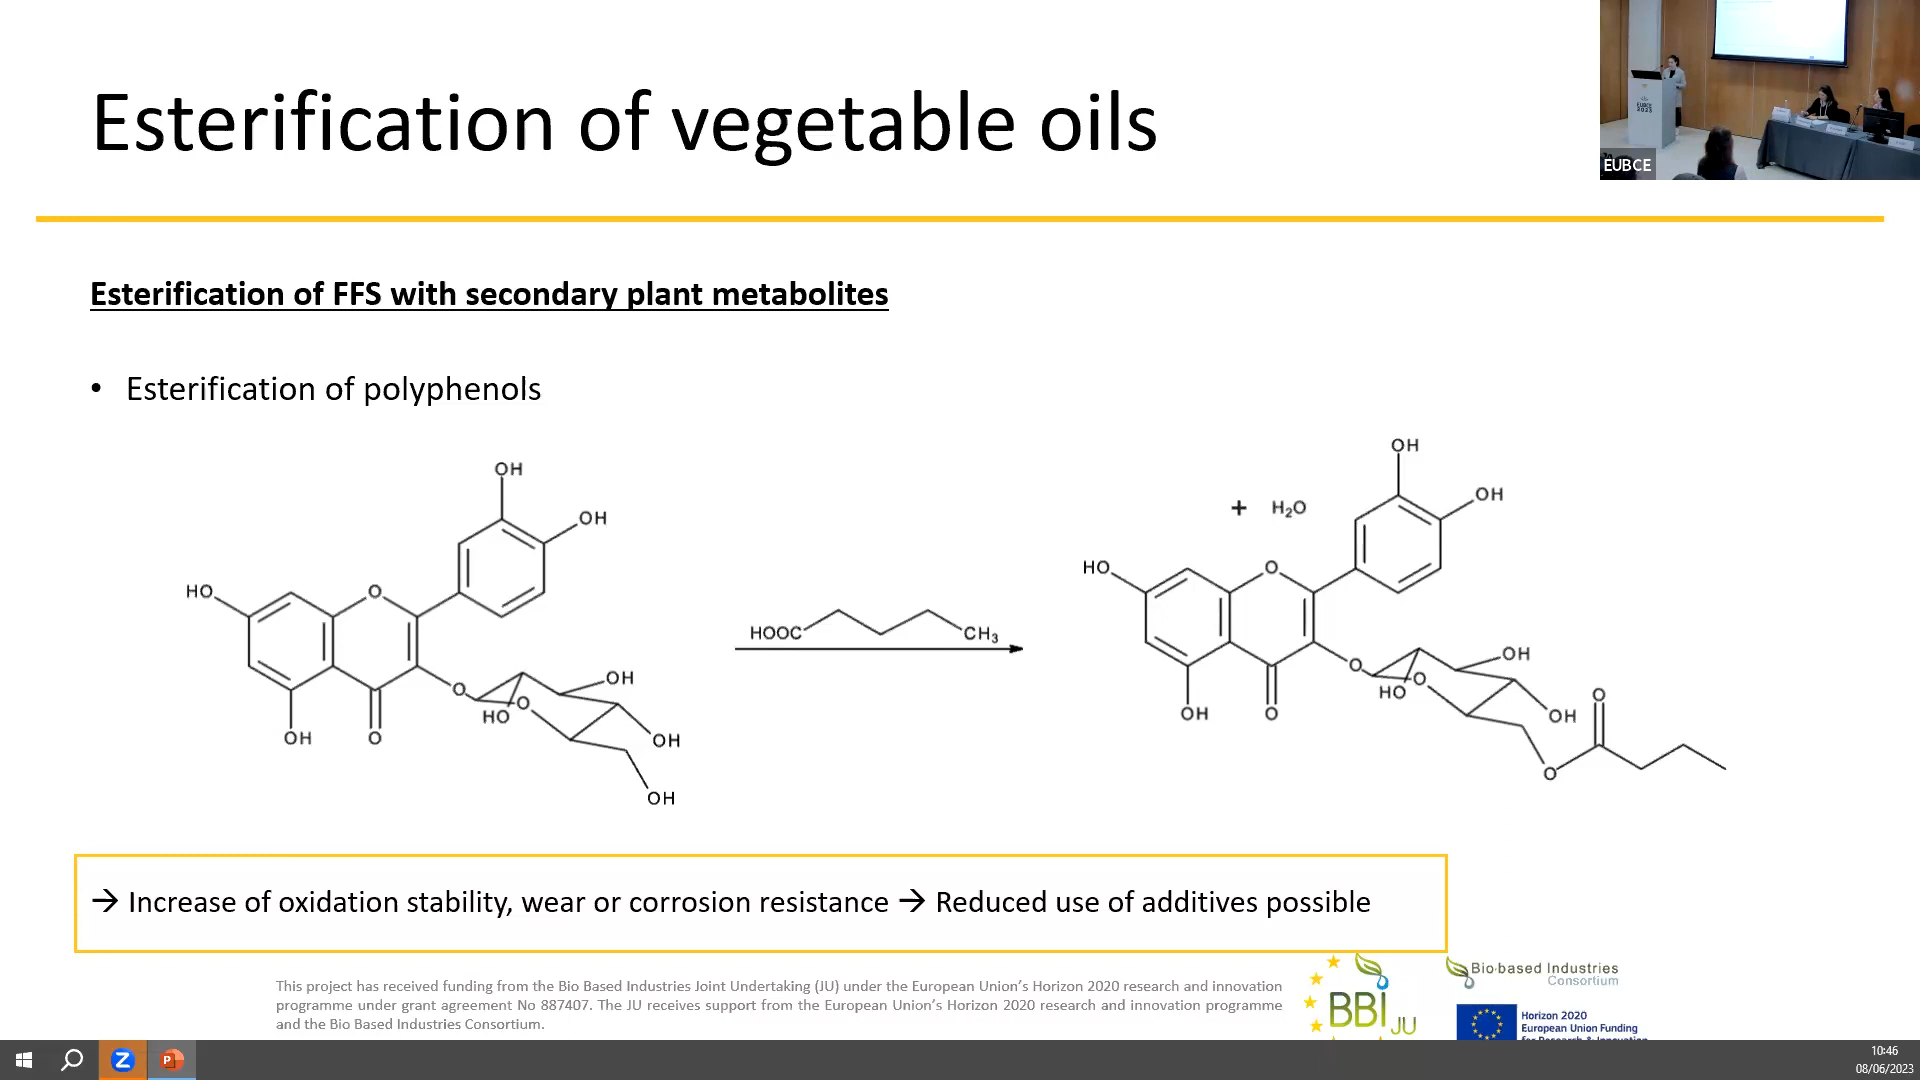 Esterification of vegetable oils
EUBCE
2023
EUBCE
Esterification of FFS with secondary plant metabolites
• Esterification of polyphenols
OH
OH
HO
O
OH
O
O
HO
O
OH
OH
OH
HOOC
CH3
+ H2O
OH
OH
HO
O
OH
O
O
HO
O
OH
OH
O
O
→ Increase of oxidation stability, wear or corrosion resistance → Reduced use of additives possible
This project has received funding from the Bio Based Industries Joint Undertaking (JU) under the European Union's Horizon 2020 research and innovation
programme under grant agreement No 887407. The JU receives support from the European Union's Horizon 2020 research and innovation programme
and the Bio Based Industries Consortium.
BBI JU
Bio-based Industries
Consortium
Horizon 2020
European Union Funding
for Research & Innovation
Z
P
10:46
08/06/2023